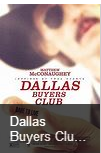 MATTHEW
McCONAUGHEY
DALLAS
BUYERS
CLUB
Dallas
Buyers Clu...